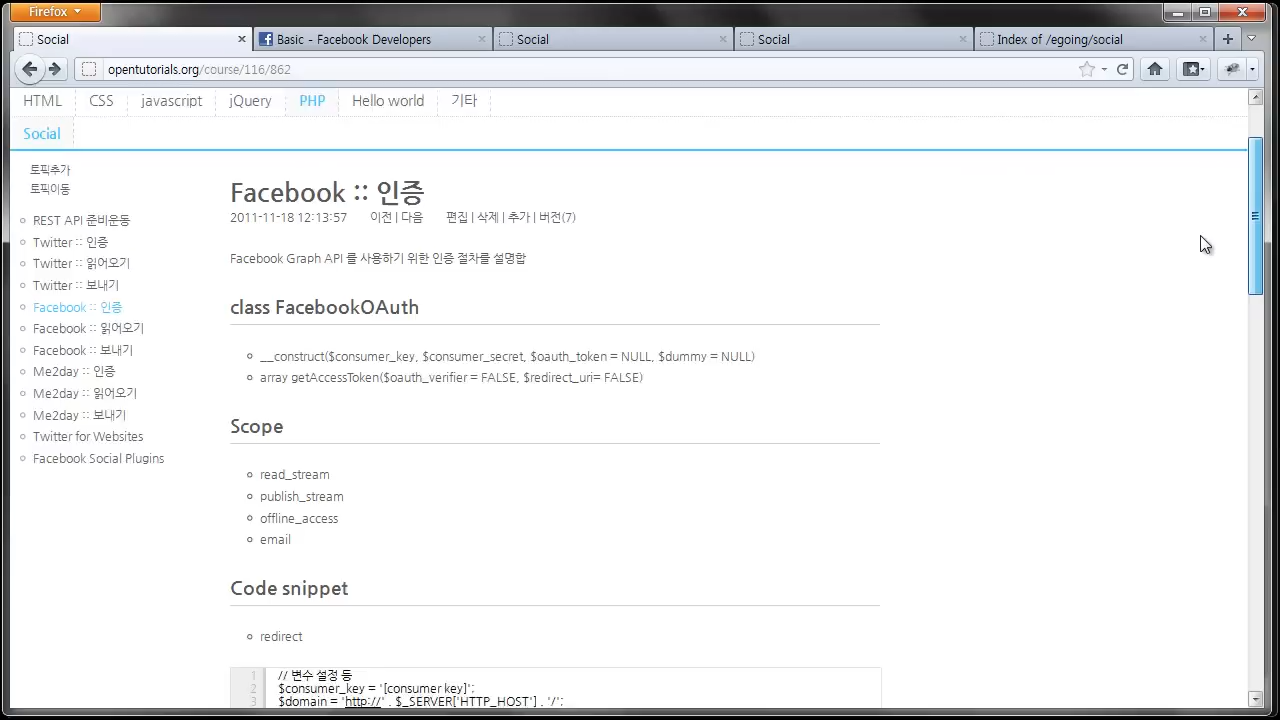 Firefox
Social
Basic - Facebook Developers
Social
Social
Index of /egoing/social
opentutorials.org/course/116/862
HTML CSS javascript jQuery PHP Hello world 기타
Social
토픽추가
토픽이동
REST API 준비운동
Twitter :: 인증
Twitter :: 읽어오기
Twitter :: 보내기
Facebook :: 인증
Facebook :: 읽어오기
Facebook :: 보내기
Me2day :: 인증
Me2day :: 읽어오기
Me2day :: 보내기
Twitter for Websites
Facebook Social Plugins
Facebook :: 인증
2011-11-18 12:13:57 이전 | 다음 편집 | 삭제 | 추가 | 버전(7)
Facebook Graph API 를 사용하기 위한 인증 절차를 설명합
class FacebookOAuth
__construct($consumer_key, $consumer_secret, $oauth_token = NULL, $dummy = NULL)
array getAccessToken($oauth_verifier = FALSE, $redirect_uri= FALSE)
Scope
read_stream
publish_stream
offline_access
email
Code snippet
redirect
1 // 변수 설정 등
2 $consumer_key = '[consumer key]';
3 $domain = 'http://' . $_SERVER['HTTP_HOST'] . '/';